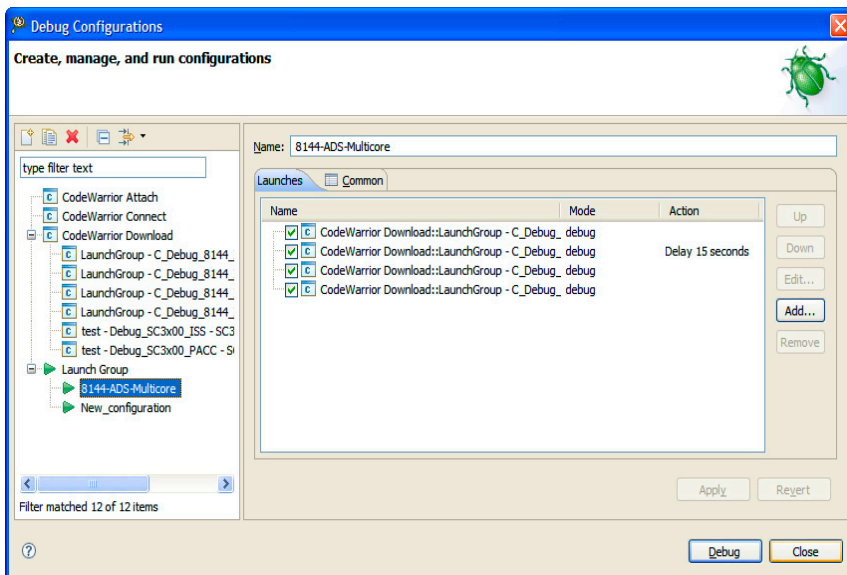 Debug Configurations
Create, manage, and run configurations
type filter text
CodeWarrior Attach
CodeWarrior Connect
CodeWarrior Download
LaunchGroup - C_Debug_8144_
LaunchGroup - C_Debug_8144_
LaunchGroup - C_Debug_8144_
LaunchGroup - C_Debug_8144_
test - Debug_SC3x00_ISS - SC3
test - Debug_SC3x00_PACC - S
Launch Group
8144-ADS-Multicore
New_configuration
Filter matched 12 of 12 items
Name: 8144-ADS-Multicore
Launches Common
Name Mode Action
CodeWarrior Download::LaunchGroup - C_Debug_ debug
CodeWarrior Download::LaunchGroup - C_Debug_ debug Delay 15 seconds
CodeWarrior Download::LaunchGroup - C_Debug_ debug
CodeWarrior Download::LaunchGroup - C_Debug_ debug
Up
Down
Edit...
Add...
Remove
Apply Revert
? Debug Close